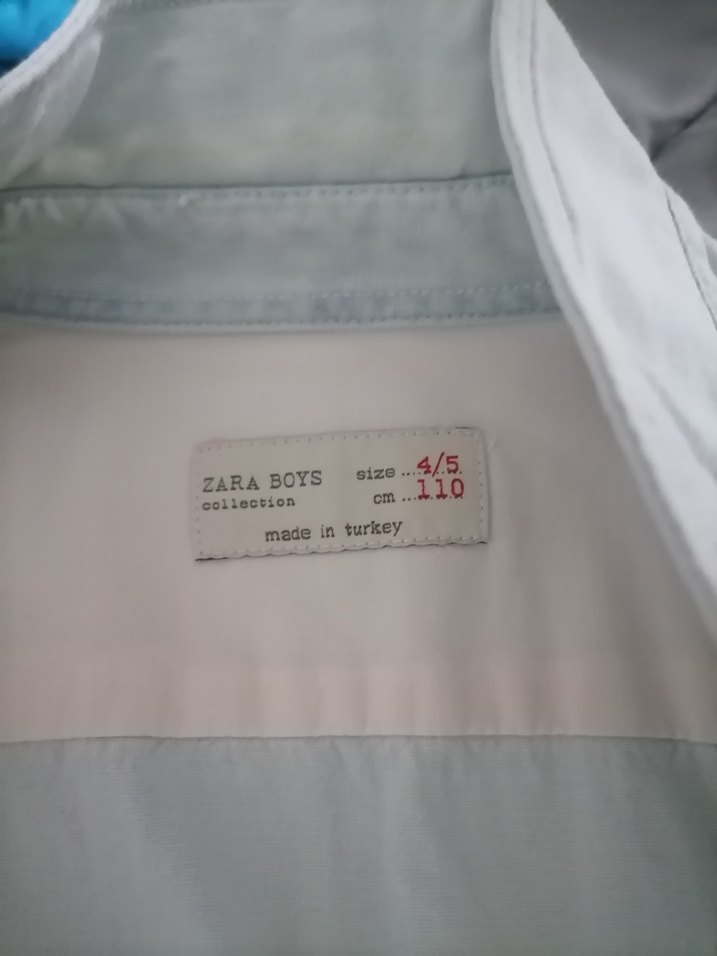 ZARA BOYS size ....4/5.
collection cm ...110
made in turkey